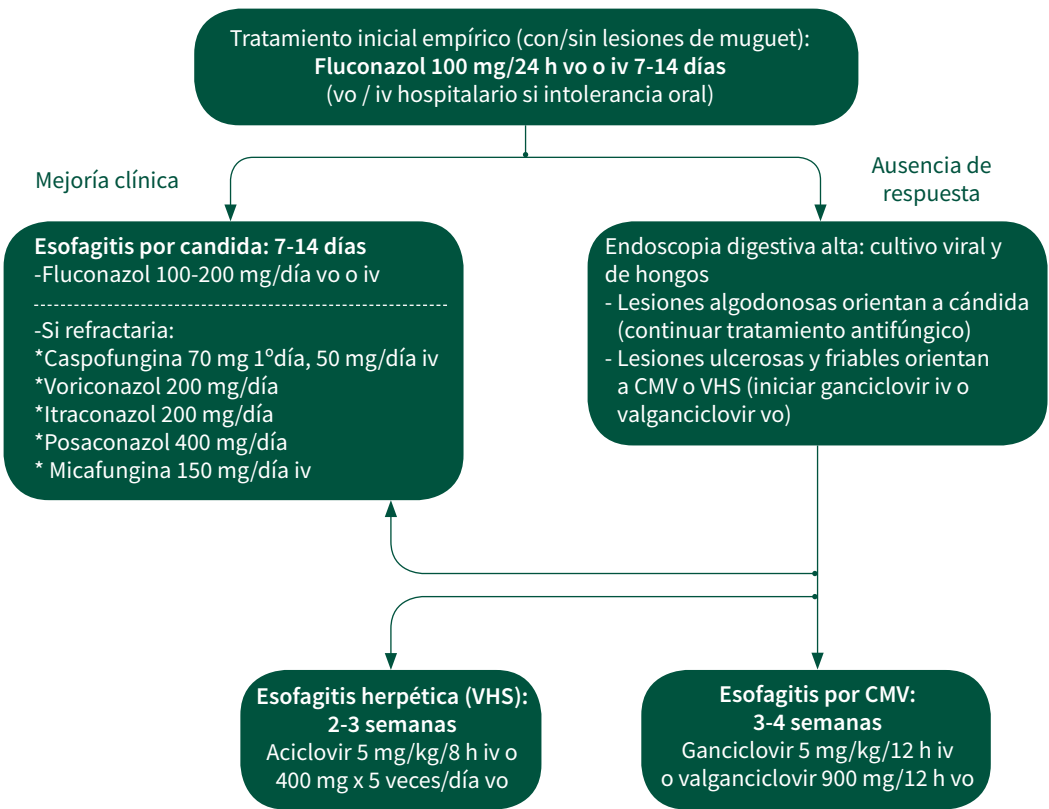 Tratamiento inicial empírico (con/sin lesiones de muguet):
Fluconazol 100 mg/24 h vo o iv 7-14 días
(vo / iv hospitalario si intolerancia oral)
Mejoría clínica
Ausencia de
respuesta
Esofagitis por candida: 7-14 días
-Fluconazol 100-200 mg/día vo o iv
-Si refractaria:
*Caspofungina 70 mg 1ºdía, 50 mg/día iv
*Voriconazol 200 mg/día
*Itraconazol 200 mg/día
*Posaconazol 400 mg/día
* Micafungina 150 mg/día iv
Endoscopia digestiva alta: cultivo viral y
de hongos
- Lesiones algodonosas orientan a cándida
(continuar tratamiento antifúngico)
- Lesiones ulcerosas y friables orientan
a CMV o VHS (iniciar ganciclovir iv o
valganciclovir vo)
Esofagitis herpética (VHS):
2-3 semanas
Aciclovir 5 mg/kg/8 h iv o
400 mg x 5 veces/día vo
Esofagitis por CMV:
3-4 semanas
Ganciclovir 5 mg/kg/12 h iv
o valganciclovir 900 mg/12 h vo